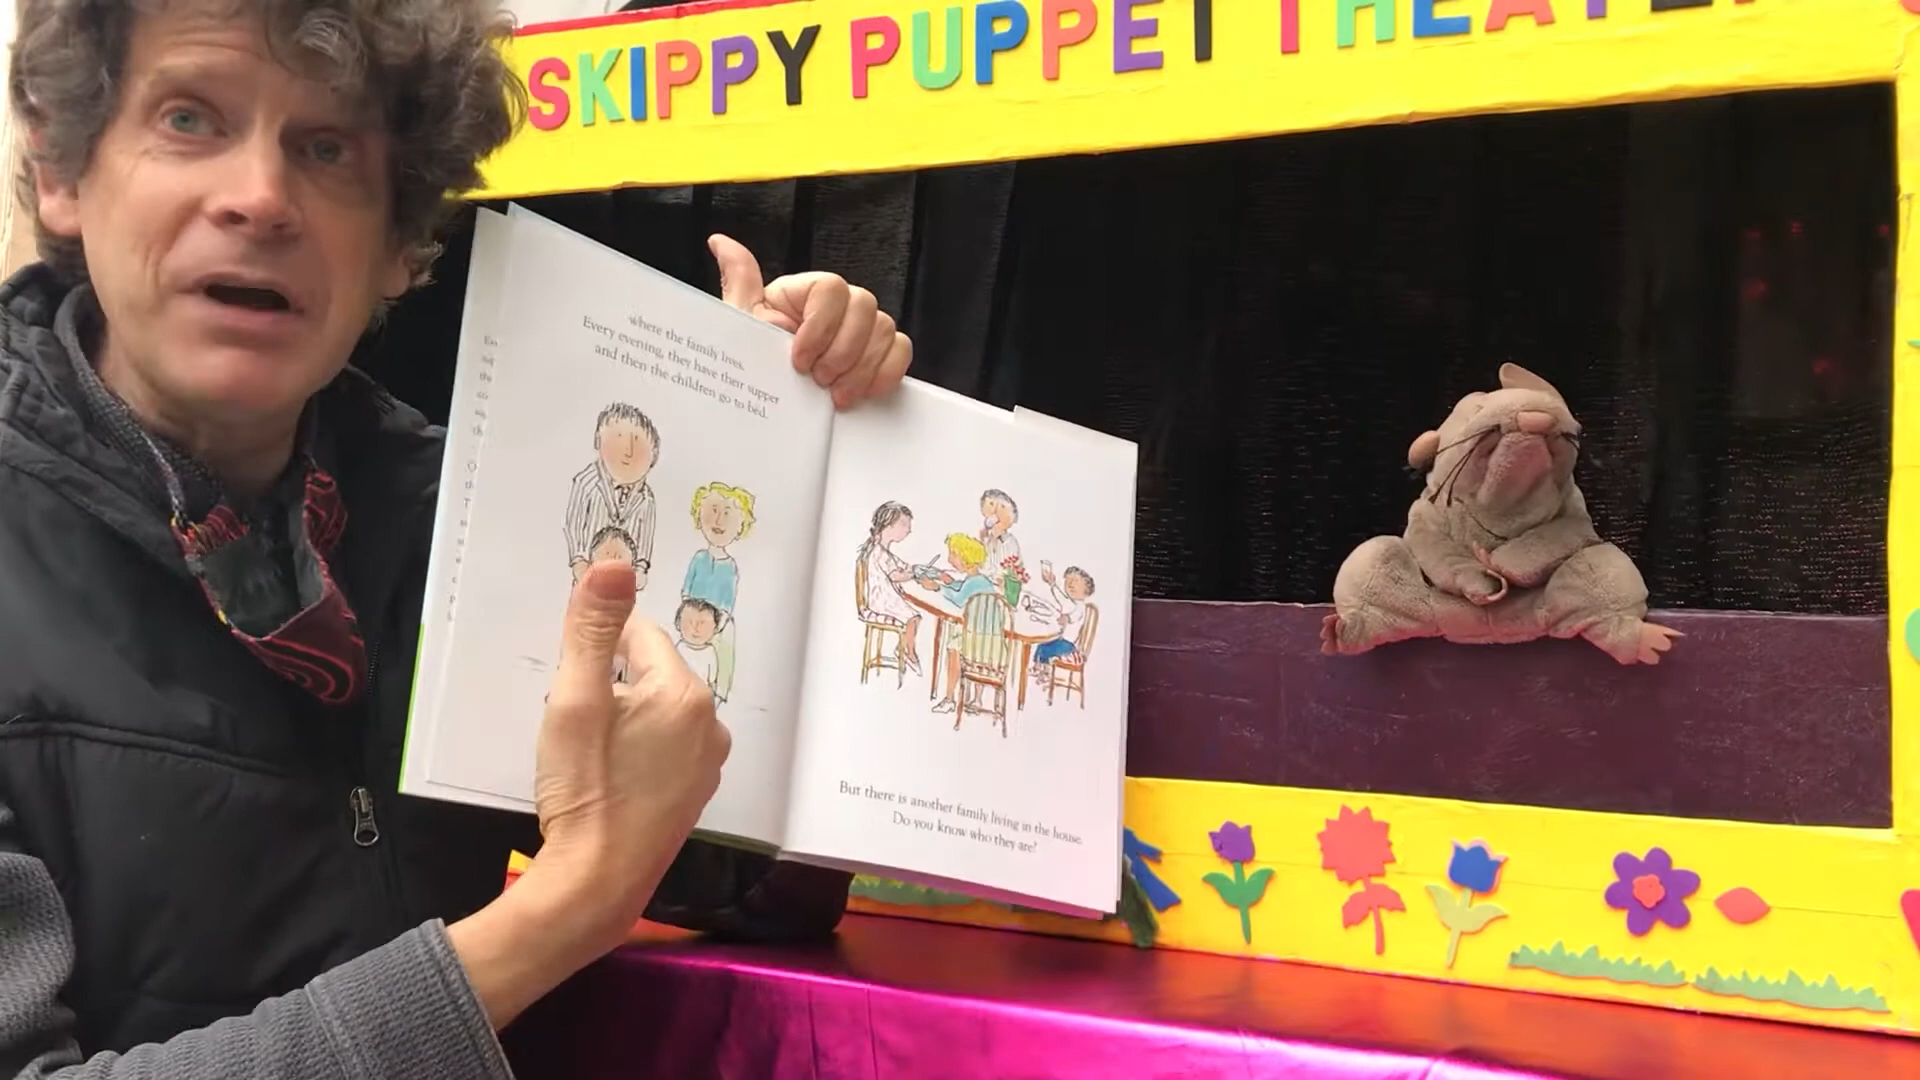 SKIPPY PUPPET THEATER
where the family lives.
Every evening, they have their supper
and then the children go to bed.
But there is another family living in the house.
Do you know who they are?